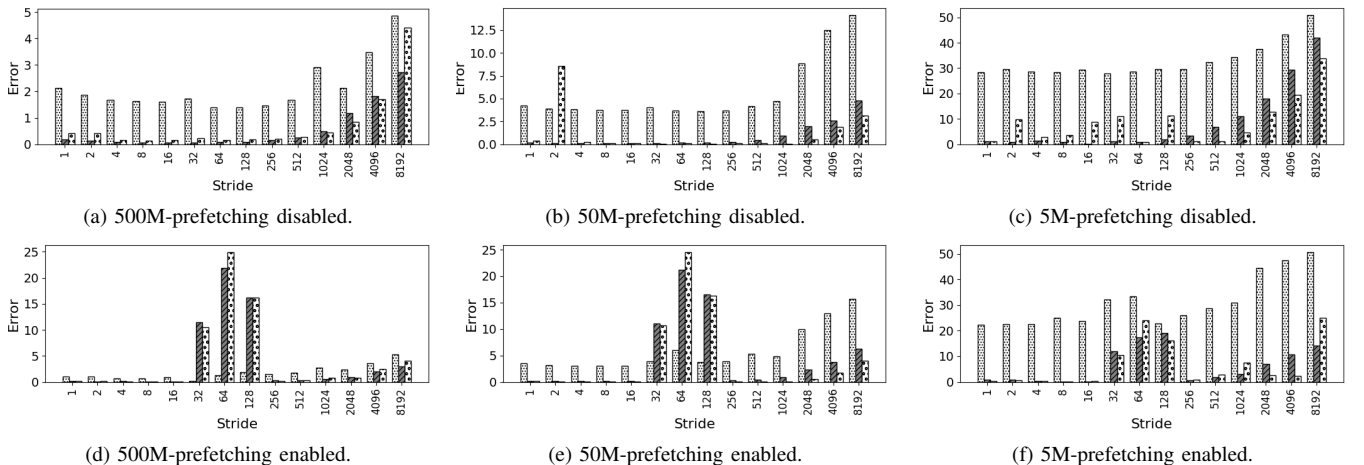 5
4
3
2
1
0
Error
1 2 4 8 16 32 64 128 256 512 1024 2048 4096 8192
Stride
(a) 500M-prefetching disabled.
12.5
10.0
7.5
5.0
2.5
0.0
Error
1 2 4 8 16 32 64 128 256 512 1024 2048 4096 8192
Stride
(b) 50M-prefetching disabled.
50
40
30
20
10
0
Error
1 2 4 8 16 32 64 128 256 512 1024 2048 4096 8192
Stride
(c) 5M-prefetching disabled.
25
20
15
10
5
0
Error
1 2 4 8 16 32 64 128 256 512 1024 2048 4096 8192
Stride
(d) 500M-prefetching enabled.
25
20
15
10
5
0
Error
1 2 4 8 16 32 64 128 256 512 1024 2048 4096 8192
Stride
(e) 50M-prefetching enabled.
50
40
30
20
10
0
Error
1 2 4 8 16 32 64 128 256 512 1024 2048 4096 8192
Stride
(f) 5M-prefetching enabled.